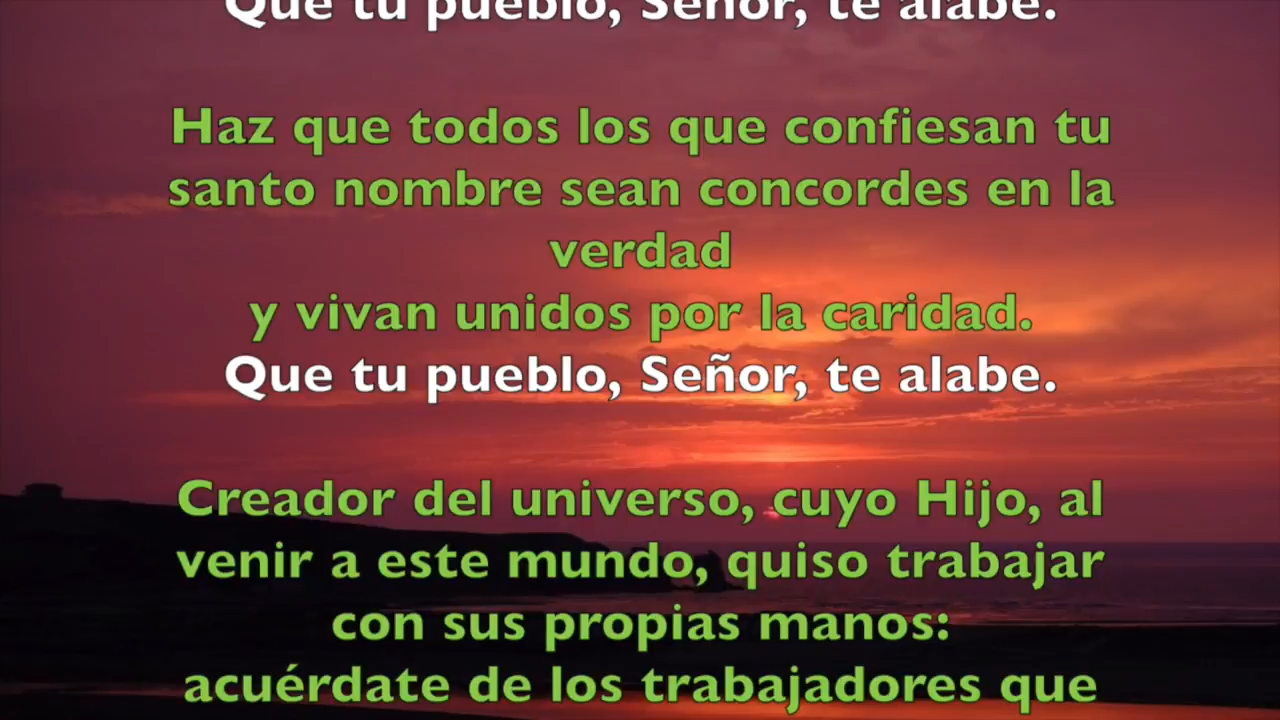 Que tu pueblo, Señor, te alabe.
Haz que todos los que confiesan tu
santo nombre sean concordes en la
verdad
y vivan unidos por la caridad.
Que tu pueblo, Señor, te alabe.
Creador del universo, cuyo Hijo, al
venir a este mundo, quiso trabajar
con sus propias manos:
acuérdate de los trabajadores que